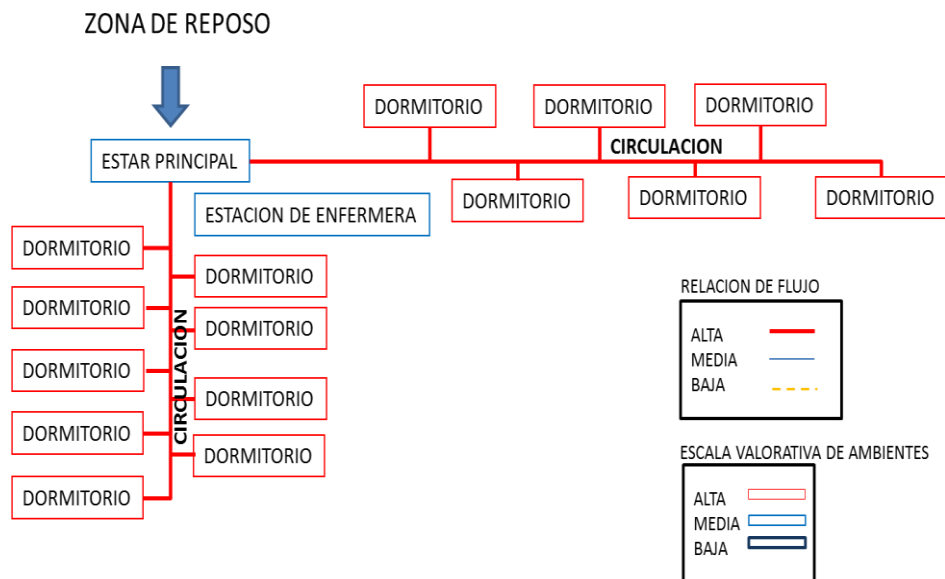 ZONA DE REPOSO
DORMITORIO
DORMITORIO
DORMITORIO
CIRCULACION
ESTAR PRINCIPAL
DORMITORIO
DORMITORIO
DORMITORIO
ESTACION DE ENFERMERA
DORMITORIO
DORMITORIO
DORMITORIO
DORMITORIO
DORMITORIO
DORMITORIO
DORMITORIO
DORMITORIO
DORMITORIO
CIRCULACION
RELACION DE FLUJO
ALTA
MEDIA
BAJA
ESCALA VALORATIVA DE AMBIENTES
ALTA
MEDIA
BAJA